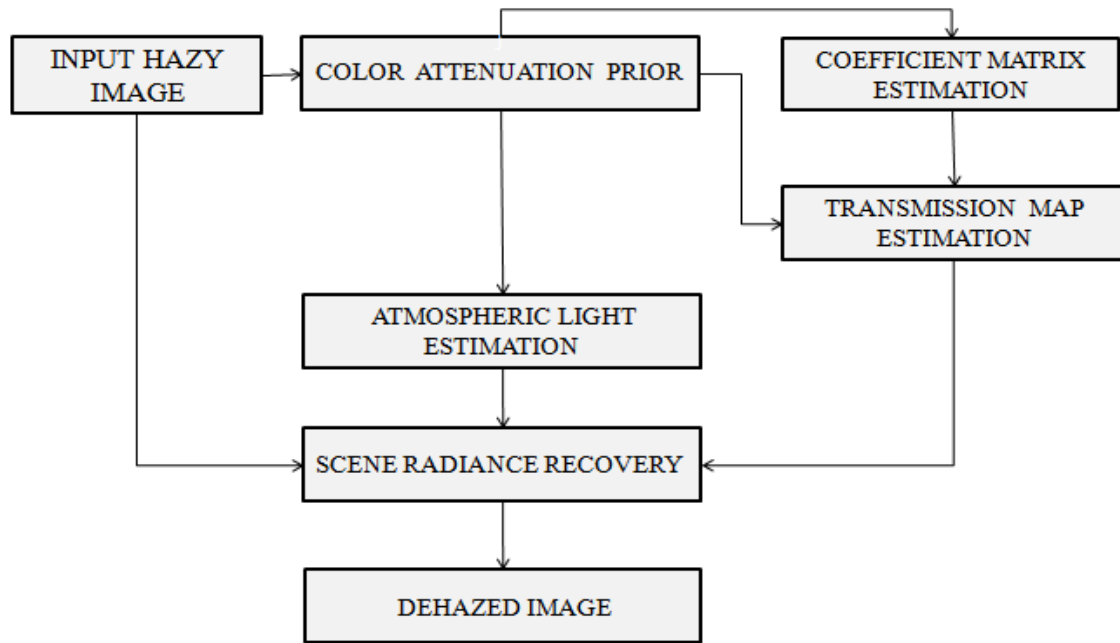 INPUT HAZY
IMAGE
COLOR ATTENUATION PRIOR
COEFFICIENT MATRIX
ESTIMATION
TRANSMISSION MAP
ESTIMATION
ATMOSPHERIC LIGHT
ESTIMATION
SCENE RADIANCE RECOVERY
DEHAZED IMAGE